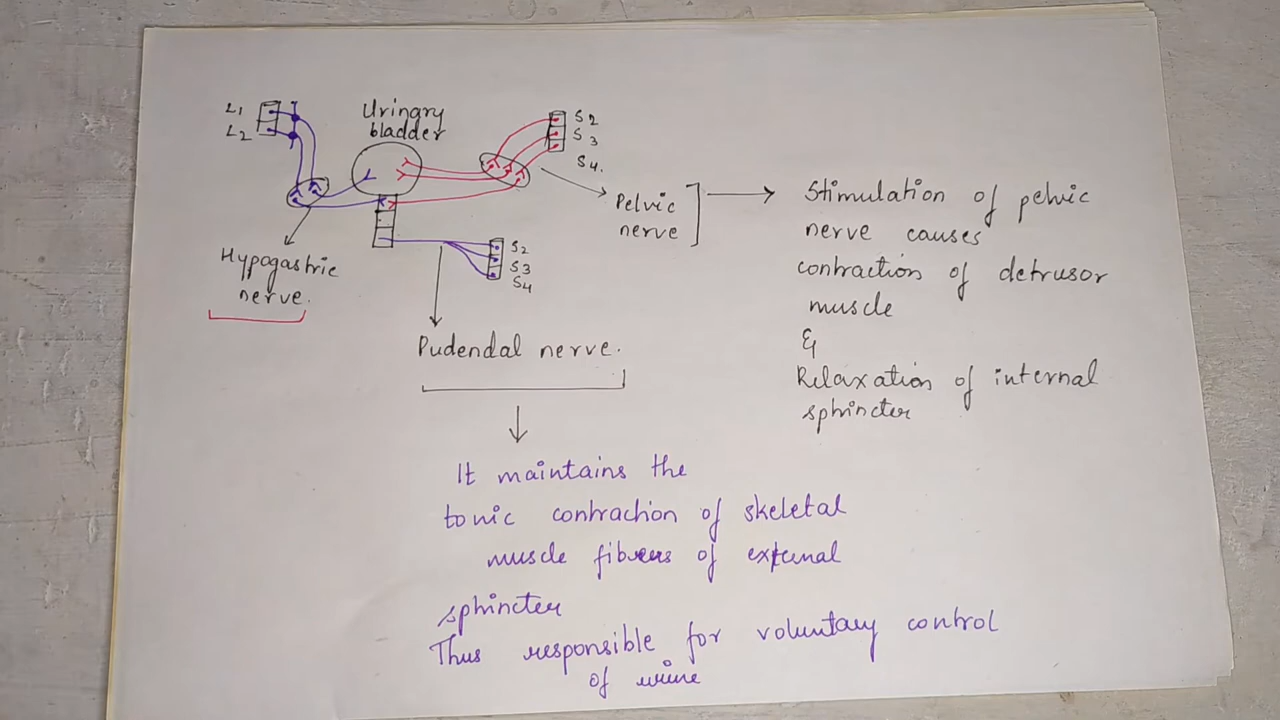 L1
L2
Urinary
bladder
S2
S3
S4.
Pelvic
nerve
Stimulation of pelvic
nerve causes
contraction of detrusor
muscle
&
Relaxation of internal
sphincter
Hypogastric
nerve.
S2
S3
S4
Pudendal nerve.
It maintains the
tonic contraction of skeletal
muscle fibres of external
sphincter
Thus responsible for voluntary control
of urine